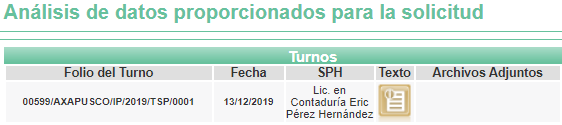 Análisis de datos proporcionados para la solicitud
Turnos
Folio del Turno Fecha SPH Texto Archivos Adjuntos
00599/AXAPUSCO/IP/2019/TSP/0001 13/12/2019 Lic. en
Contaduría Eric
Pérez Hernández